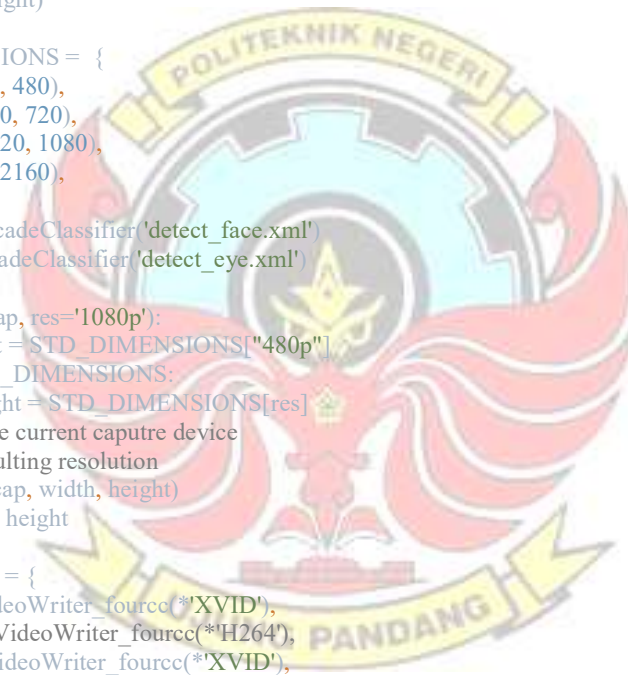 ght)
IONS = {
, 480),
0, 720),
20, 1080),
2160),
cadeClassifier('detect_face.xml')
adeClassifier('detect_eye.xml')
ap, res='1080p'):
t = STD_DIMENSIONS["480p"]
_DIMENSIONS:
ght = STD_DIMENSIONS[res]
e current caputre device
ulting resolution
cap, width, height)
height
= {
deoWriter_fourcc(*'XVID'),
VideoWriter_fourcc(*'H264'),
ideoWriter_fourcc(*'XVID'),
POLITEKNIK NEGERI
PANDANG